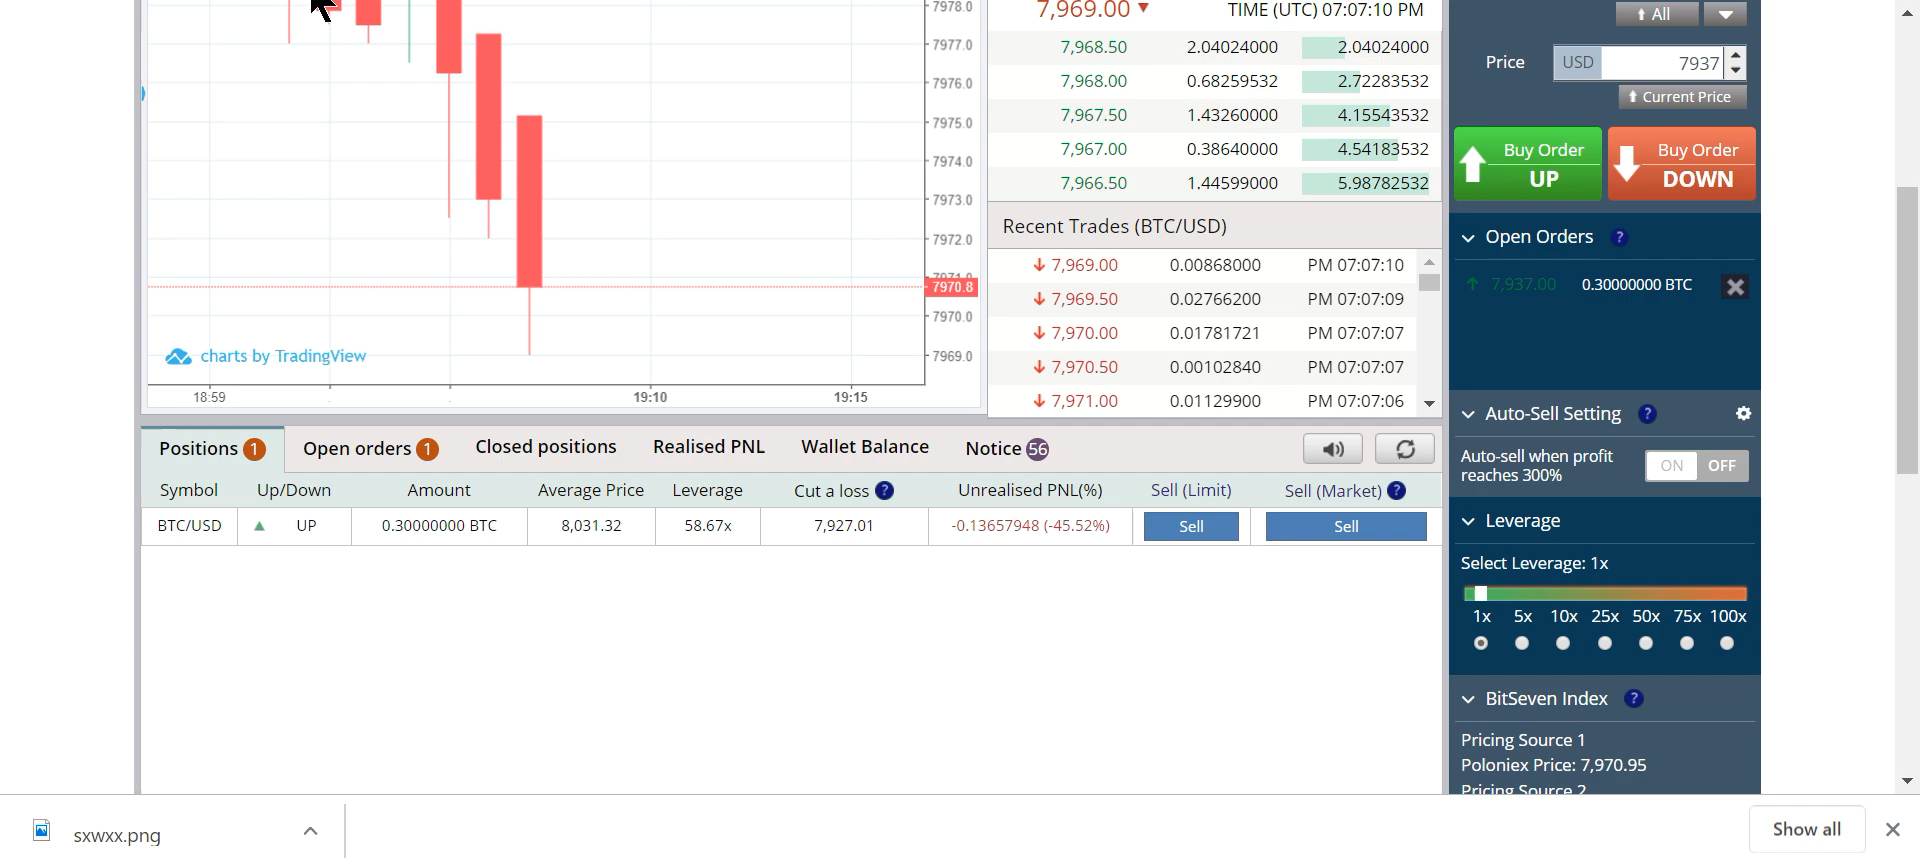 7978.0
7977.0
7976.0
7975.0
7974.0
7973.0
7972.0
7971.0
7970.8
7970.0
7969.0
charts by TradingView
18:59 19:10 19:15
7,969.00 ▼ TIME (UTC) 07:07:10 PM
7,968.50 2.04024000 2.04024000
7,968.00 0.68259532 2.72283532
7,967.50 1.43260000 4.15543532
7,967.00 0.38640000 4.54183532
7,966.50 1.44599000 5.98782532
Recent Trades (BTC/USD)
7,969.00 0.00868000 PM 07:07:10
7,969.50 0.02766200 PM 07:07:09
7,970.00 0.01781721 PM 07:07:07
7,970.50 0.00102840 PM 07:07:07
7,971.00 0.01129900 PM 07:07:06
All
Price USD 7937
Current Price
Buy Order UP
Buy Order DOWN
Open Orders ?
7,937.00 0.30000000 BTC
Auto-Sell Setting ?
Auto-sell when profit
reaches 300%
ON OFF
Leverage
Select Leverage: 1x
1x 5x 10x 25x 50x 75x 100x
BitSeven Index ?
Pricing Source 1
Poloniex Price: 7,970.95
Pricing Source 2
Positions 1 Open orders 1 Closed positions Realised PNL Wallet Balance Notice 56
Symbol Up/Down Amount Average Price Leverage Cut a loss ? Unrealised PNL(%) Sell (Limit) Sell (Market) ?
BTC/USD ▲ UP 0.30000000 BTC 8,031.32 58.67x 7,927.01 -0.13657948 (-45.52%) Sell Sell
sxwxx.png Show all